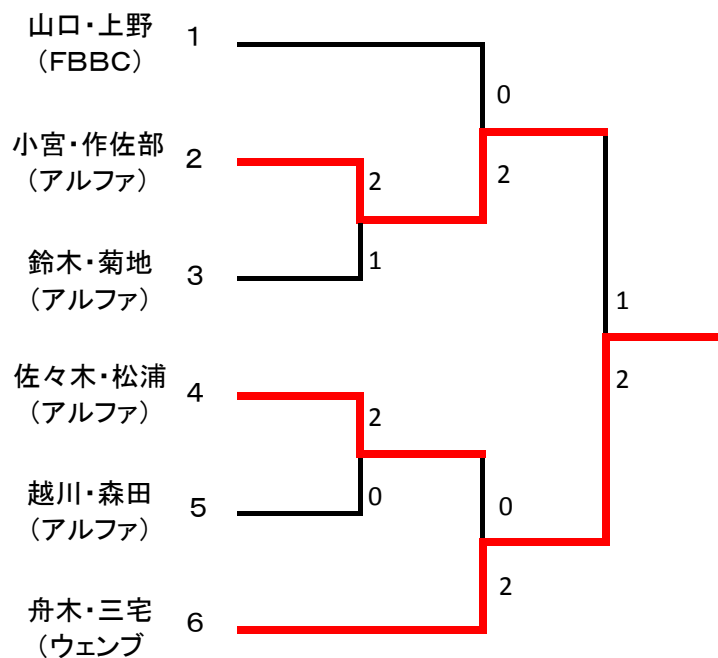 山口・上野 1
(FBBC)
0
小宮・作佐部 2
(アルファ)
2
2
鈴木・菊地 3
(アルファ)
1
1
佐々木・松浦 4
(アルファ)
2
2
越川・森田 5
(アルファ)
0
0
舟木・三宅 6
(ウェンブ
2